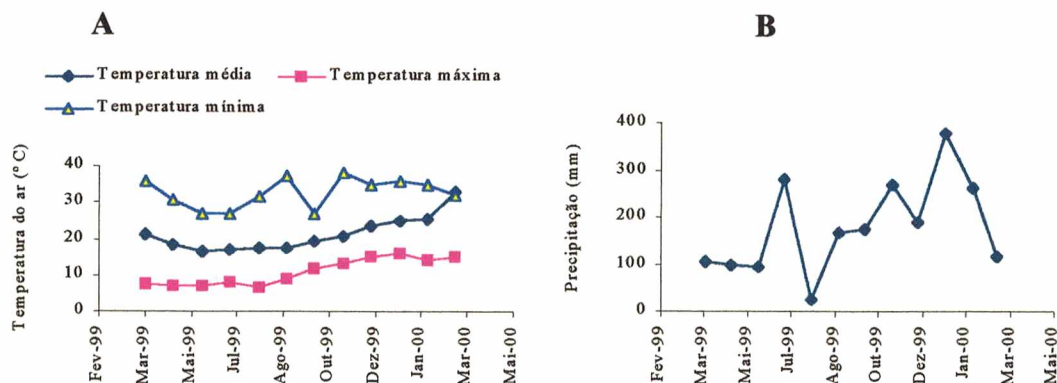 A
Temperatura média
Temperatura máxima
Temperatura mínima
Temperatura do ar (°C)
40
30
20
10
0
Fev-99
Mar-99
Mai-99
Jul-99
Ago-99
Out-99
Dez-99
Jan-00
Mar-00
Mai-00
B
Precipitação (mm)
400
300
200
100
0
Fev-99
Mar-99
Mai-99
Jul-99
Ago-99
Out-99
Dez-99
Jan-00
Mar-00
Mai-00